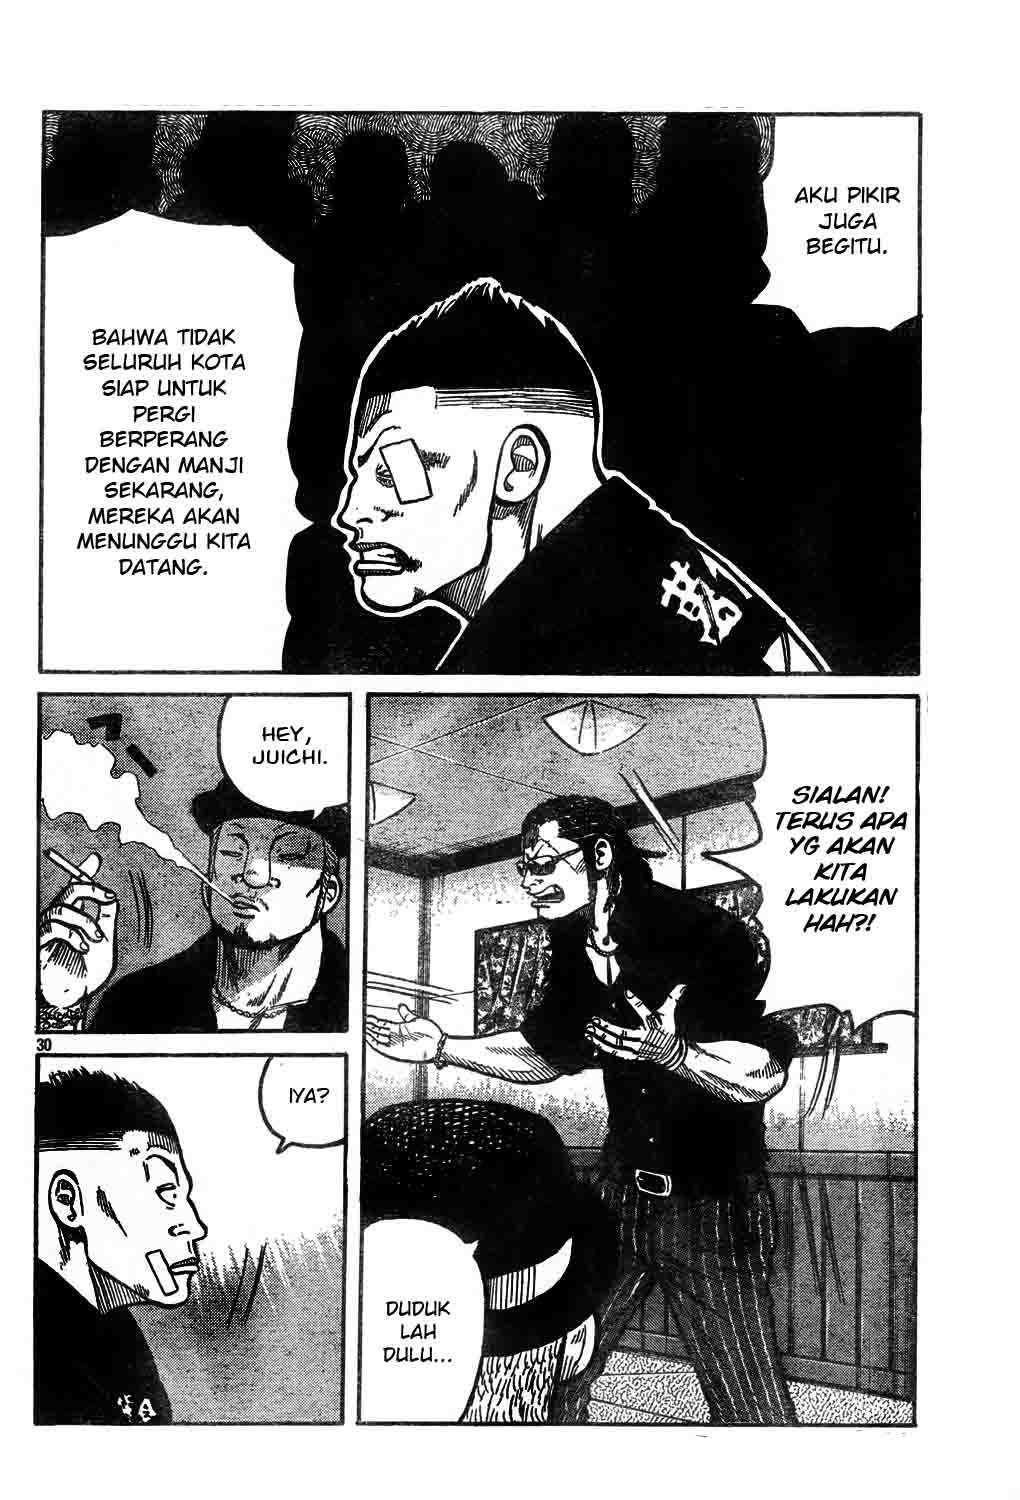 AKU PIKIR
JUGA
BEGITU.
BAHWA TIDAK
SELURUH KOTA
SIAP UNTUK
PERGI
BERPERANG
DENGAN MANJI
SEKARANG,
MEREKA AKAN
MENUNGGU KITA
DATANG.
SIALAN!
TERUS APA
YG AKAN
KITA
LAKUKAN
HAH?!
DUDUK
LAH
DULU...
HEY,
JUICHI.
30
IYA?